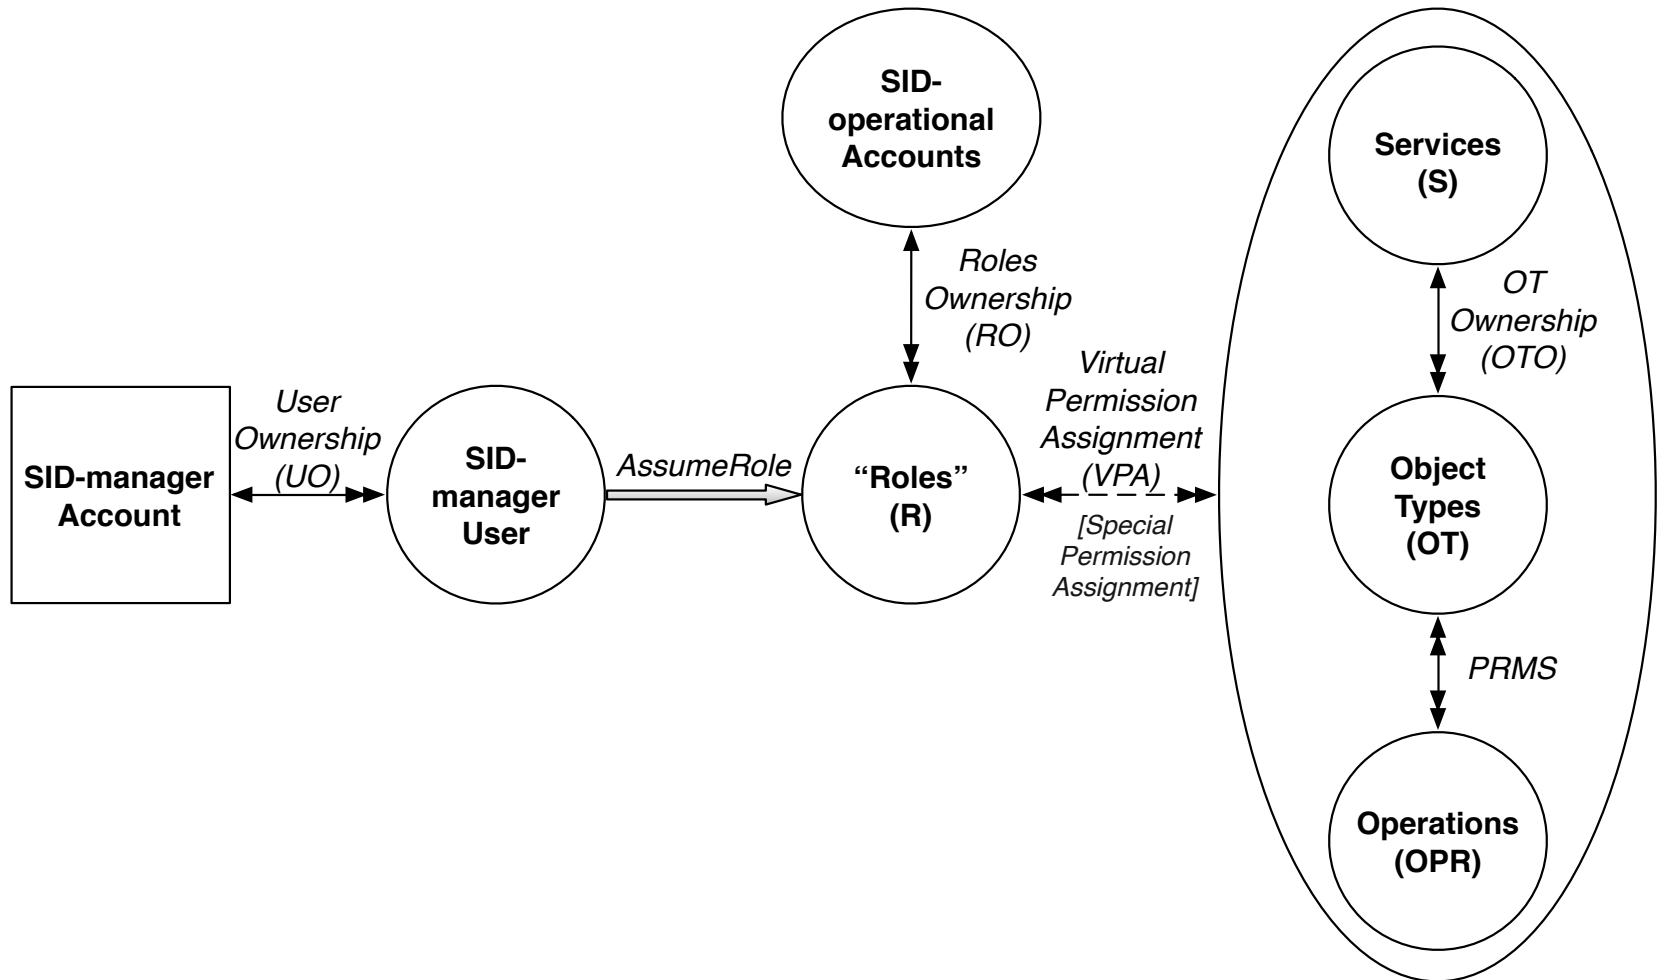 SID-
operational
Accounts
Services
(S)
Roles
Ownership
(RO)
OT
Ownership
(OTO)
User
Ownership
(UO)
Virtual
Permission
Assignment
(VPA)
SID-manager
Account
SID-
manager
User
AssumeRole
“Roles”
(R)
[Special
Permission
Assignment]
Object
Types
(OT)
PRMS
Operations
(OPR)